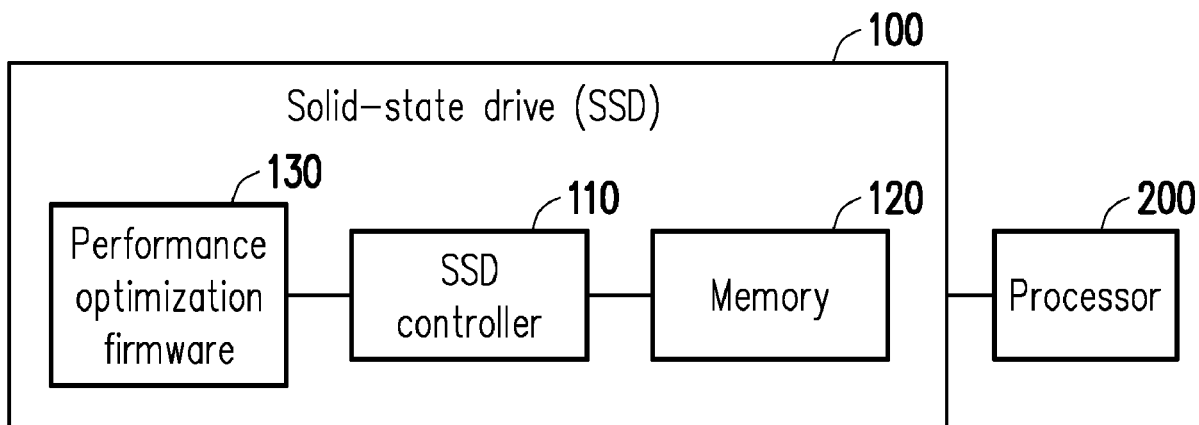 100
Solid-state drive (SSD)
130
110
120
200
Performance
optimization
firmware
SSD
controller
Memory
Processor